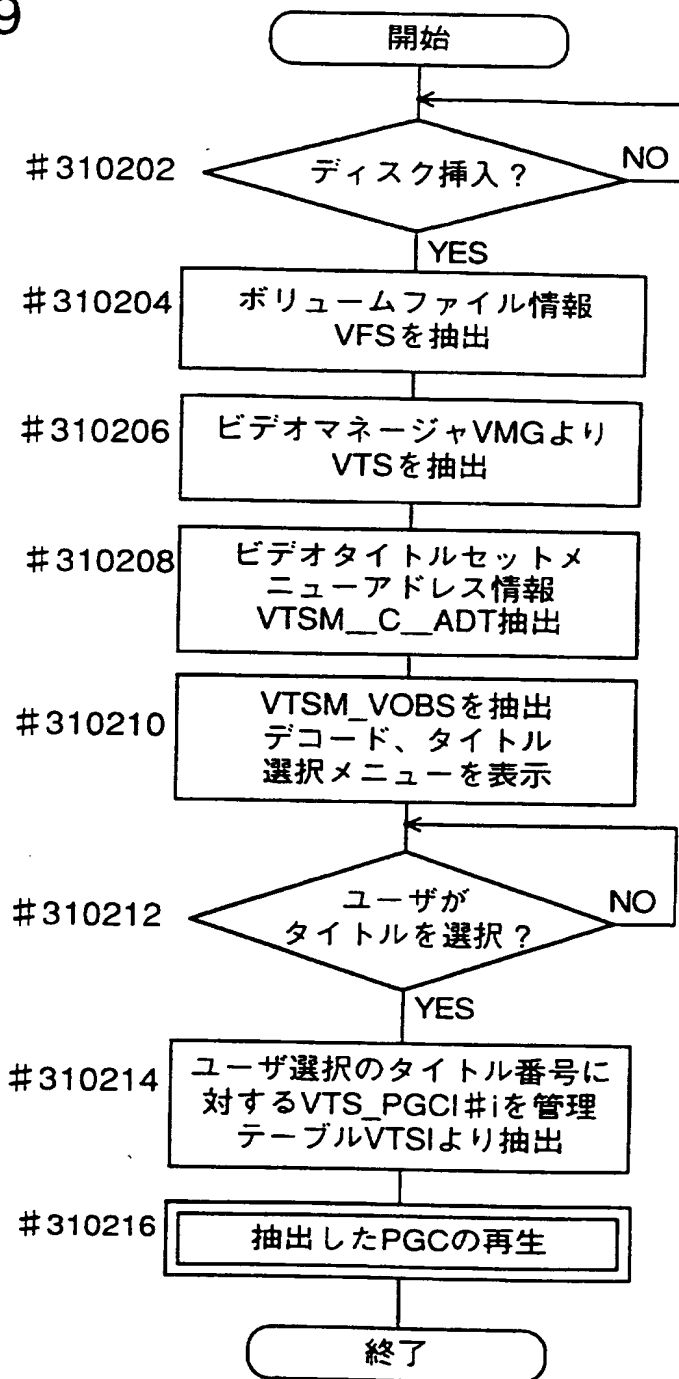 9
開始
#310202
ディスク挿入？
NO
YES
#310204
ボリュームファイル情報
VFSを抽出
#310206
ビデオマネージャVMGより
VTSを抽出
#310208
ビデオタイトルセットメ
ニューアドレス情報
VTSM__C__ADT抽出
#310210
VTSM_VOBSを抽出
デコード、タイトル
選択メニューを表示
#310212
ユーザが
タイトルを選択？
NO
YES
#310214
ユーザ選択のタイトル番号に
対するVTS_PGCI#iを管理
テーブルVTSIより抽出
#310216
抽出したPGCの再生
終了